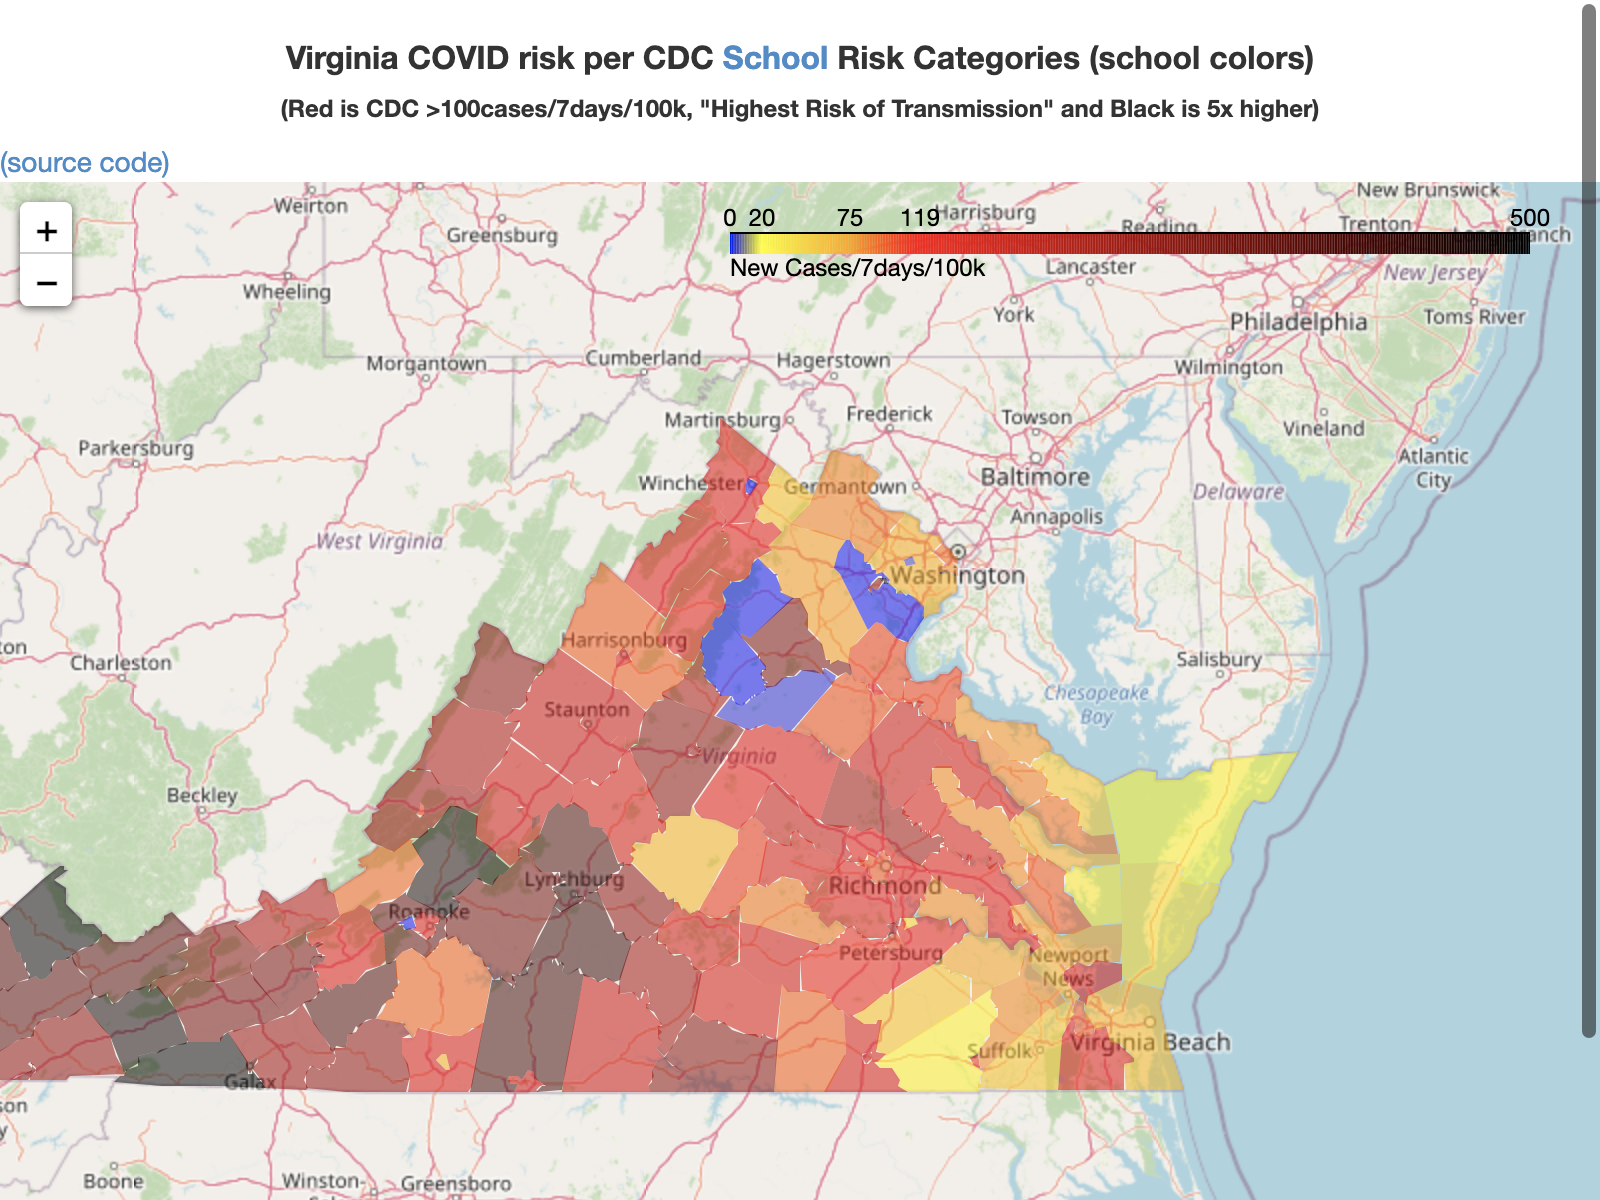 Virginia COVID risk per CDC School Risk Categories (school colors)
(Red is CDC >100cases/7days/100k, "Highest Risk of Transmission" and Black is 5x higher)
(source code)
+
−
0 20 75 119 500
New Cases/7days/100k
New Brunswick
Weirton
Harrisburg
Reading
Trenton
Greensburg
Lancaster
New Jersey
Wheeling
York
Philadelphia
Toms River
Morgantown
Cumberland
Hagerstown
Wilmington
Martinsburg
Frederick
Towson
Vineland
Parkersburg
Atlantic
City
Winchester
Germantown
Baltimore
Delaware
Annapolis
West Virginia
Washington
Harrisonburg
ton
Charleston
Salisbury
Chesapeake
Bay
Staunton
Virginia
Beckley
Lynchburg
Richmond
Roanoke
Petersburg
Newport
News
Suffolk
Virginia Beach
Galax
son
y
Boone
Winston-
Greensboro